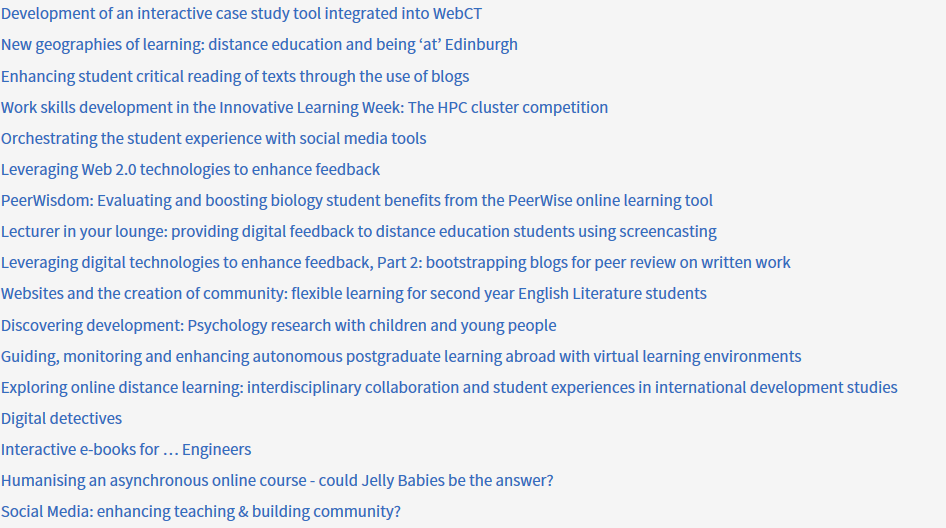 Development of an interactive case study tool integrated into WebCT
New geographies of learning: distance education and being ‘at’ Edinburgh
Enhancing student critical reading of texts through the use of blogs
Work skills development in the Innovative Learning Week: The HPC cluster competition
Orchestrating the student experience with social media tools
Leveraging Web 2.0 technologies to enhance feedback
PeerWisdom: Evaluating and boosting biology student benefits from the PeerWise online learning tool
Lecturer in your lounge: providing digital feedback to distance education students using screencasting
Leveraging digital technologies to enhance feedback, Part 2: bootstrapping blogs for peer review on written work
Websites and the creation of community: flexible learning for second year English Literature students
Discovering development: Psychology research with children and young people
Guiding, monitoring and enhancing autonomous postgraduate learning abroad with virtual learning environments
Exploring online distance learning: interdisciplinary collaboration and student experiences in international development studies
Digital detectives
Interactive e-books for … Engineers
Humanising an asynchronous online course - could Jelly Babies be the answer?
Social Media: enhancing teaching & building community?